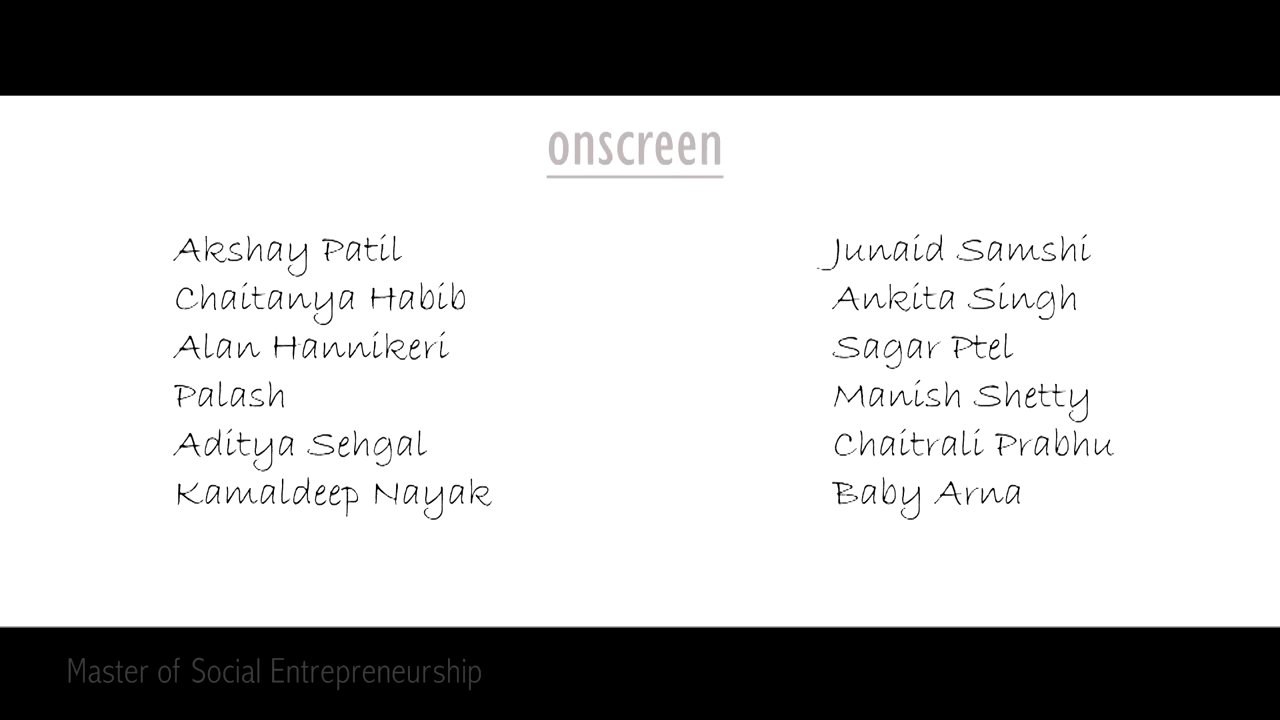 onscreen
Akshay Patil
Chaitanya Habib
Alan Hannikeri
Palash
Aditya Sehgal
Kamaldeep Nayak
Junaid Samshi
Ankita Singh
Sagar Ptel
Manish Shetty
Chaitrali Prabhu
Baby Arna
Master of Social Entrepreneurship